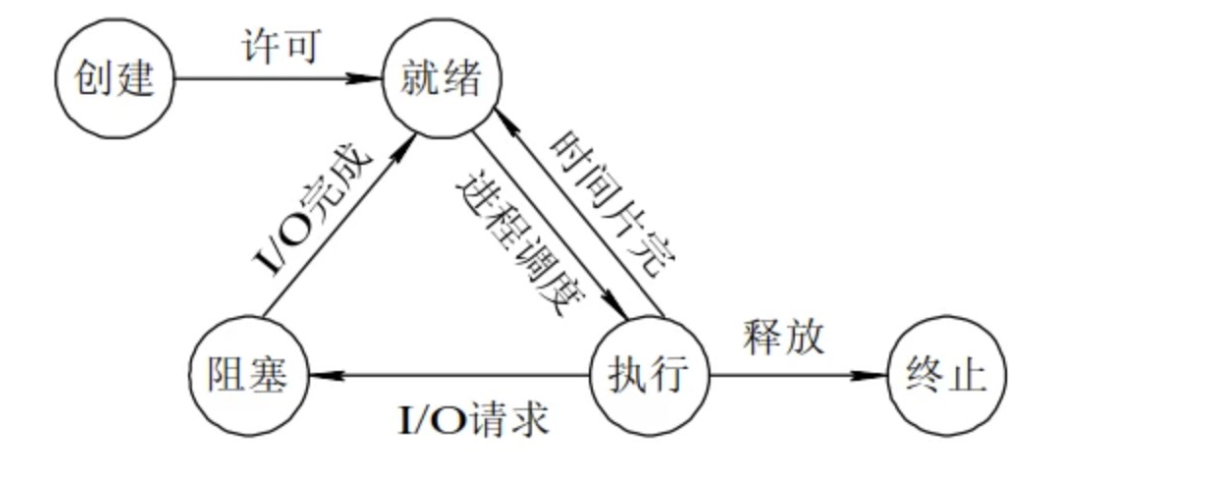 创建
许可
就绪
I/O完成
进程调度
时间片完
阻塞
I/O请求
执行
释放
终止